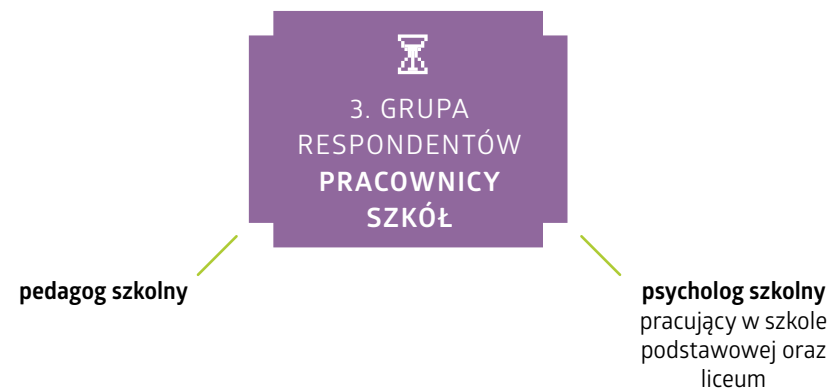 3. GRUPA
RESPONDENTÓW
PRACOWNICY
SZKÓŁ
pedagog szkolny
psycholog szkolny
pracujący w szkole
podstawowej oraz
liceum